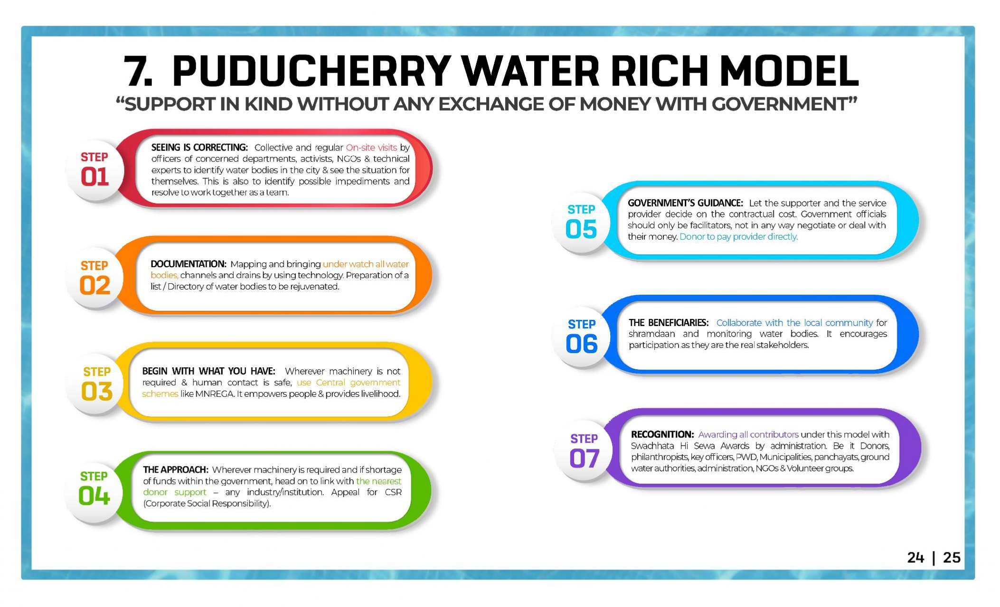 7. PUDUCHERRY WATER RICH MODEL
“SUPPORT IN KIND WITHOUT ANY EXCHANGE OF MONEY WITH GOVERNMENT”
STEP
01
SEEING IS CORRECTING: Collective and regular On-site visits by
officers of concerned departments, activists, NGOs & technical
experts to identify water bodies in the city & see the situation for
themselves. This is also to identify possible impediments and
resolve to work together as a team.
STEP
02
DOCUMENTATION: Mapping and bringing under watch all water
bodies, channels and drains by using technology. Preparation of a
list / Directory of water bodies to be rejuvenated.
STEP
03
BEGIN WITH WHAT YOU HAVE: Wherever machinery is not
required & human contact is safe, use Central government
schemes like MNREGA. It empowers people & provides livelihood.
STEP
04
THE APPROACH: Wherever machinery is required and if shortage
of funds within the government, head on to link with the nearest
donor support – any industry/institution. Appeal for CSR
(Corporate Social Responsibility).
STEP
05
GOVERNMENT’S GUIDANCE: Let the supporter and the service
provider decide on the contractual cost. Government officials
should only be facilitators, not in any way negotiate or deal with
their money. Donor to pay provider directly.
STEP
06
THE BENEFICIARIES: Collaborate with the local community for
shramdaan and monitoring water bodies. It encourages
participation as they are the real stakeholders.
STEP
07
RECOGNITION: Awarding all contributors under this model with
Swachhata Hi Sewa Awards by administration. Be it Donors,
philanthropists, key officers, PWD, Municipalities, panchayats, ground
water authorities, administration, NGOs & Volunteer groups.
24 | 25